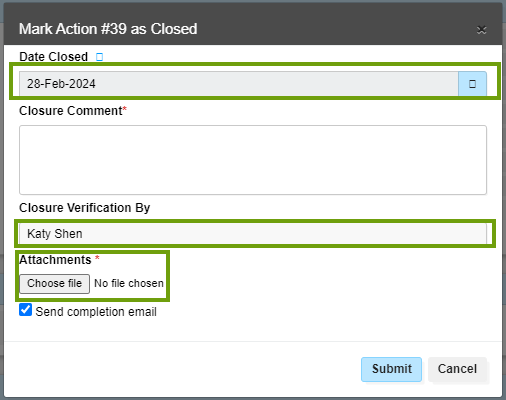 Mark Action #39 as Closed
Date Closed
28-Feb-2024
Closure Comment*
Closure Verification By
Katy Shen
Attachments *
Choose file No file chosen
Send completion email
Submit Cancel